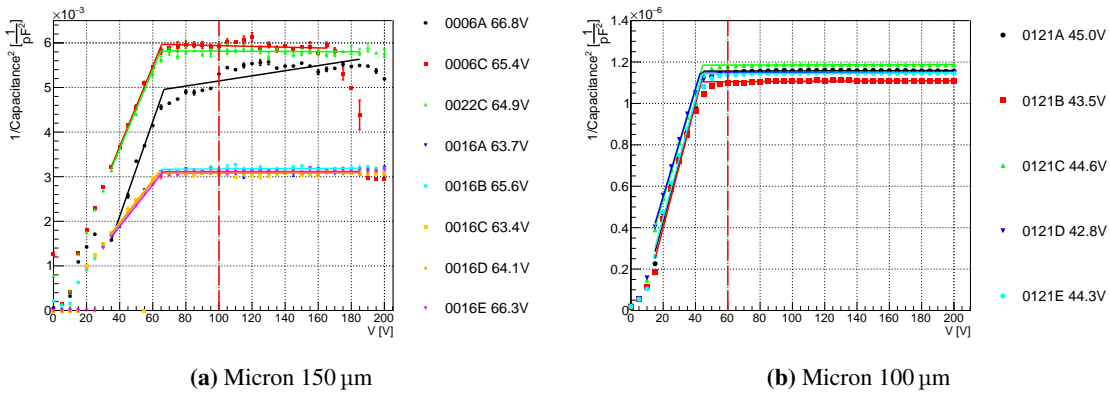 ×10⁻³
1/Capacitance² [1/pF²]
6
5
4
3
2
1
0
0 20 40 60 80 100 120 140 160 180 200
V [V]
0006A 66.8V
0006C 65.4V
0022C 64.9V
0016A 63.7V
0016B 65.6V
0016C 63.4V
0016D 64.1V
0016E 66.3V
(a) Micron 150 µm
×10⁻⁶
1/Capacitance² [1/pF²]
1.4
1.2
1
0.8
0.6
0.4
0.2
0
0 20 40 60 80 100 120 140 160 180 200
V [V]
0121A 45.0V
0121B 43.5V
0121C 44.6V
0121D 42.8V
0121E 44.3V
(b) Micron 100 µm